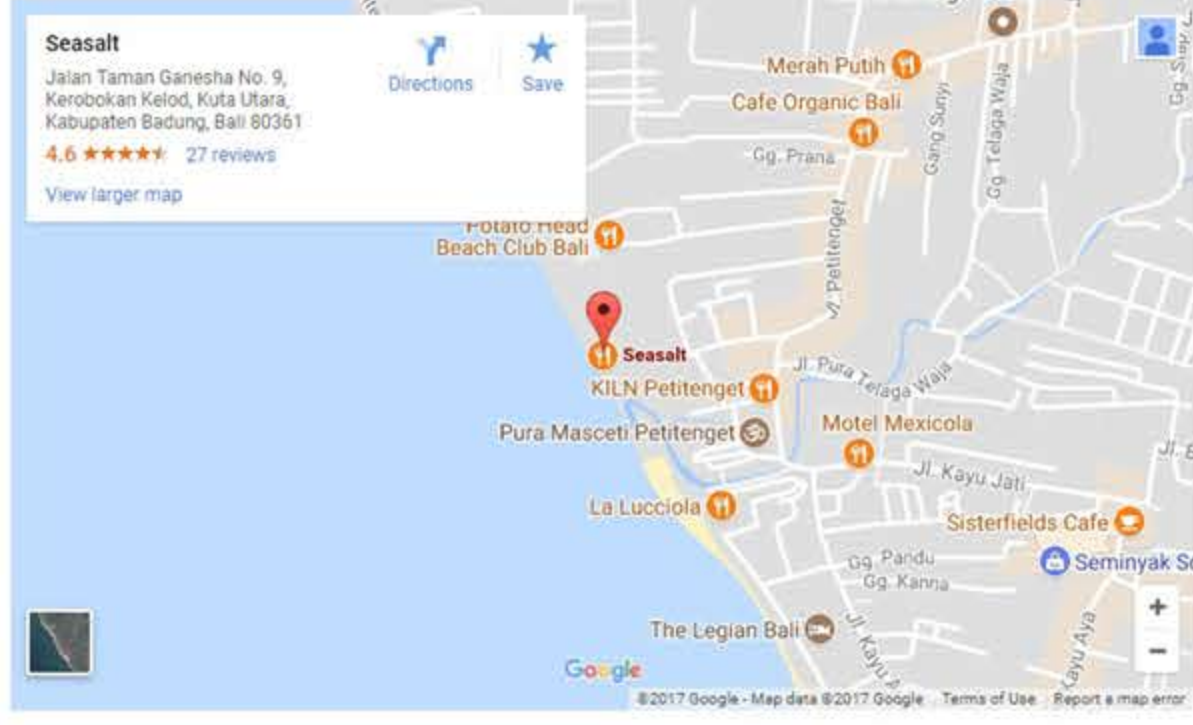 Seasalt
Jalan Taman Ganesha No. 9,
Kerobokan Kelod, Kuta Utara,
Kabupaten Badung, Bali 80361
4.6
27 reviews
View larger map
Directions
Save
Merah Putih
Cafe Organic Bali
Gg. Prana
Gang Sunyi
Gg. Telaga Waja
Potato Head
Beach Club Bali
Jl. Petitenget
Seasalt
KILN Petitenget
Jl. Pura Telaga Waja
Pura Masceti Petitenget
Motel Mexicola
Jl. Kayu Jati
La Lucciola
Sisterfields Cafe
Gg. Pandu
Gg. Kanna
Seminyak
The Legian Bali
Jl. Kayu
Kayu Aya
+
−
Google
©2017 Google - Map data ©2017 Google
Terms of Use
Report a map error